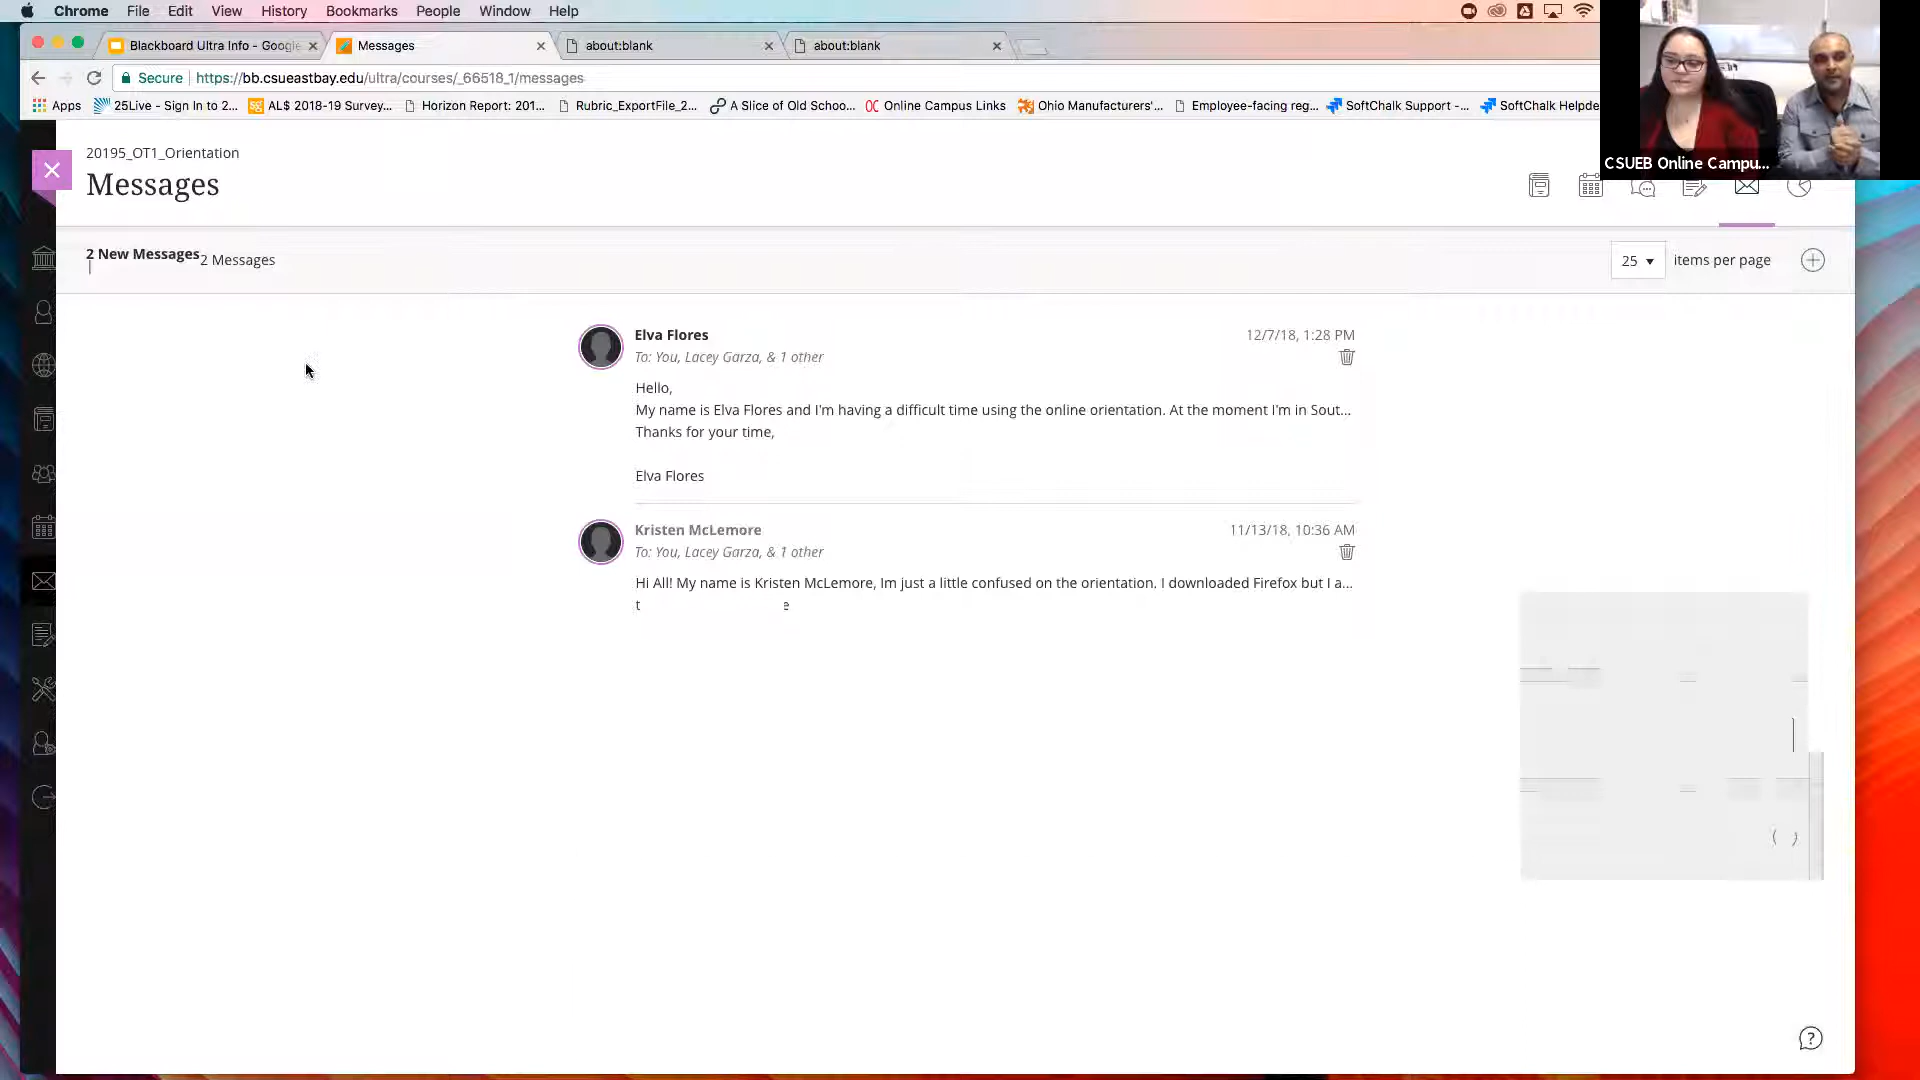 Chrome File Edit View History Bookmarks People Window Help
Blackboard Ultra Info - Google
Messages
about:blank
about:blank
Secure https://bb.csueastbay.edu/ultra/courses/_66518_1/messages
Apps 25Live - Sign In to 2... AL$ 2018-19 Survey... Horizon Report: 201... Rubric_ExportFile_2... A Slice of Old Schoo... OC Online Campus Links Ohio Manufacturers'... Employee-facing reg... SoftChalk Support -... SoftChalk Helpde
CSUEB Online Campu...
20195_OT1_Orientation
Messages
2 New Messages
2 Messages
25 items per page
Elva Flores 12/7/18, 1:28 PM
To: You, Lacey Garza, & 1 other
Hello,
My name is Elva Flores and I'm having a difficult time using the online orientation. At the moment I'm in Sout...
Thanks for your time,
Elva Flores
Kristen McLemore 11/13/18, 10:36 AM
To: You, Lacey Garza, & 1 other
Hi All! My name is Kristen McLemore, Im just a little confused on the orientation. I downloaded Firefox but I a...
t e